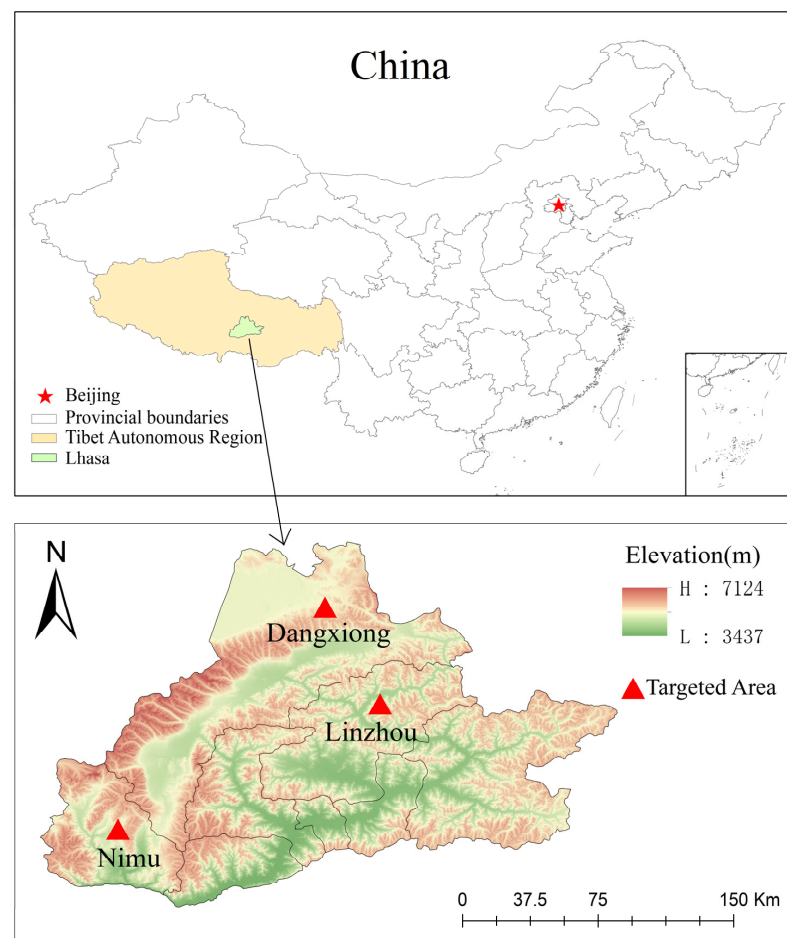 China
Beijing
Provincial boundaries
Tibet Autonomous Region
Lhasa
N
Elevation(m)
H : 7124
L : 3437
Targeted Area
Dangxiong
Linzhou
Nimu
0 37.5 75 150 Km